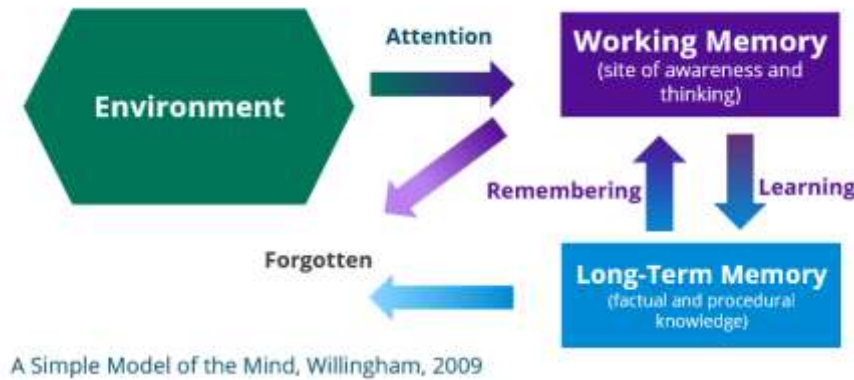 Attention
Environment
Working Memory
(site of awareness and
thinking)
Remembering
Learning
Forgotten
Long-Term Memory
(factual and procedural
knowledge)
A Simple Model of the Mind, Willingham, 2009